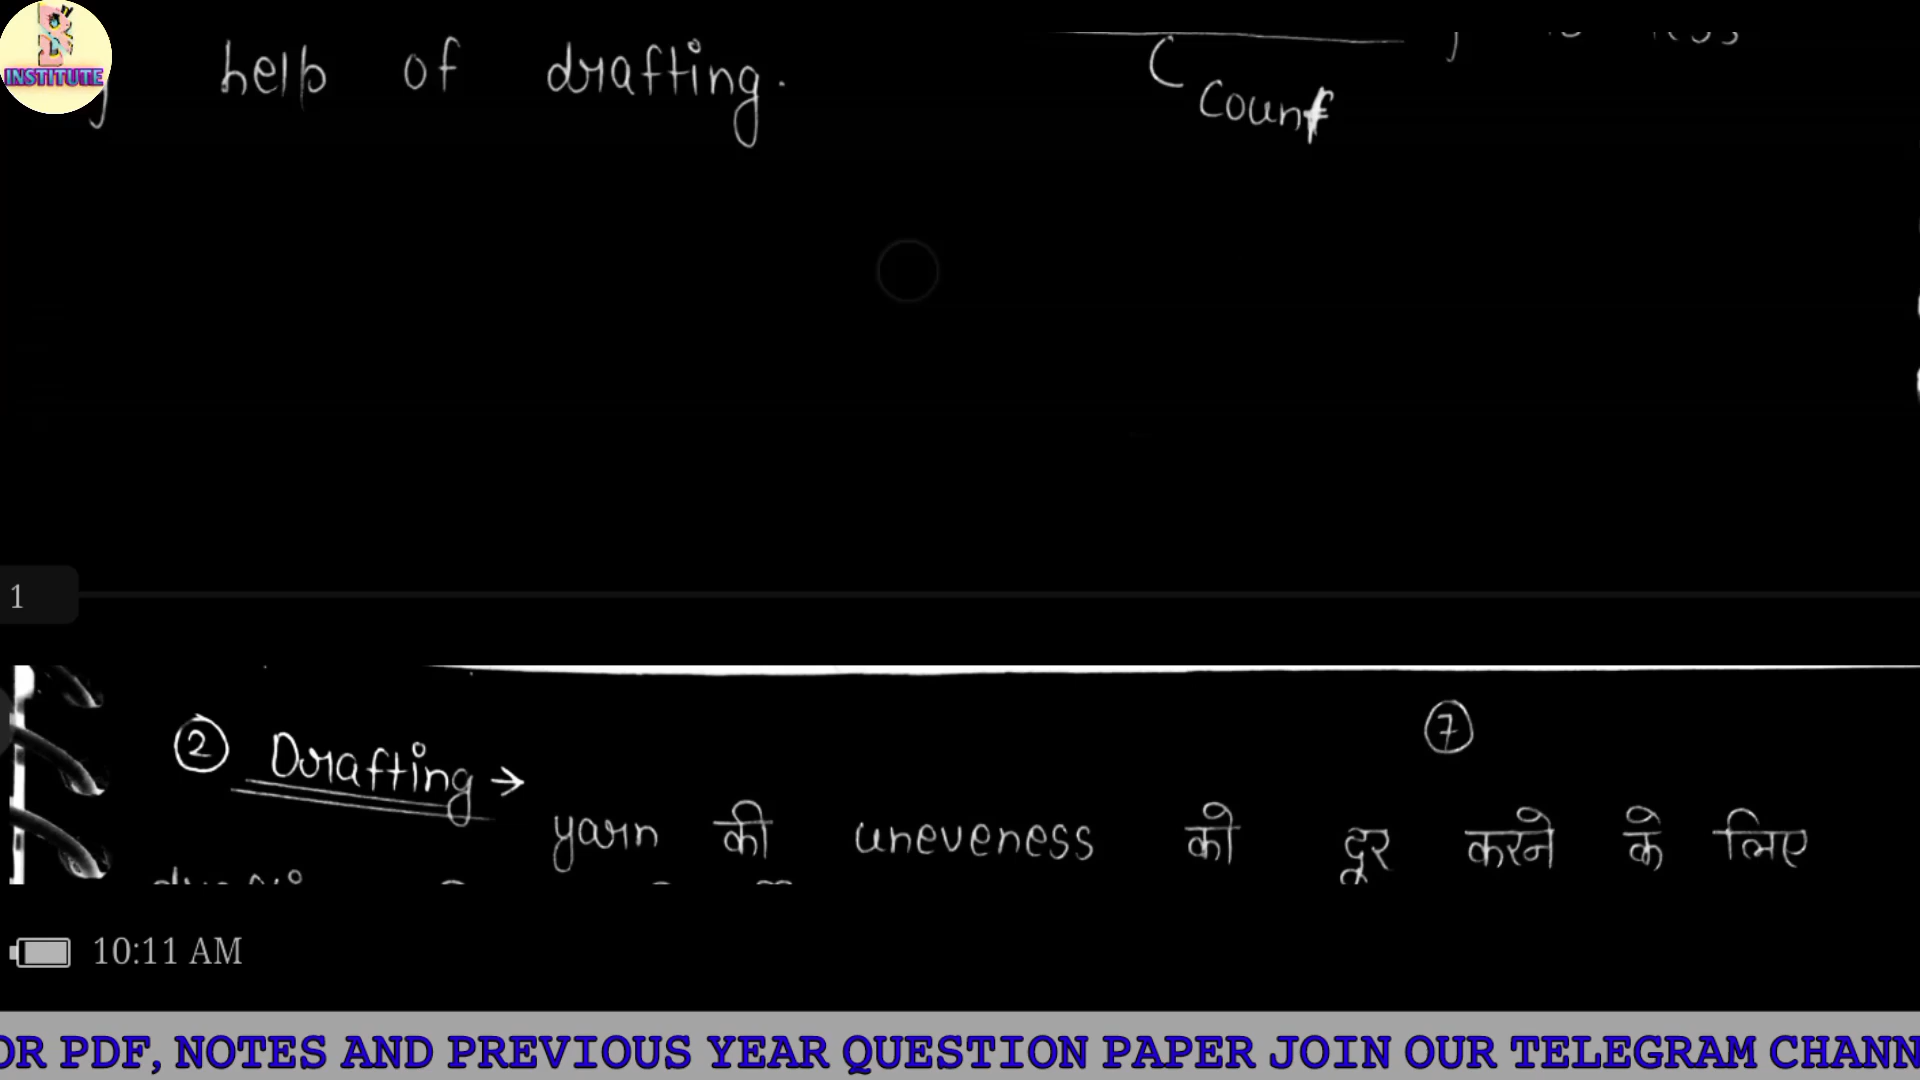 INSTITUTE
help of drafting.
C count
1
② Drafting →
⑦
yarn की uneveness को दूर करने के लिए
10:11 AM
OR PDF, NOTES AND PREVIOUS YEAR QUESTION PAPER JOIN OUR TELEGRAM CHANN